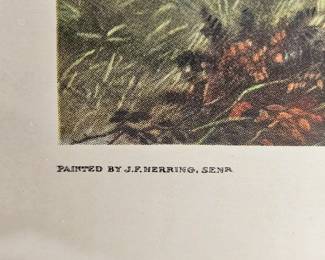 PAINTED BY J.F. HERRING, SENR